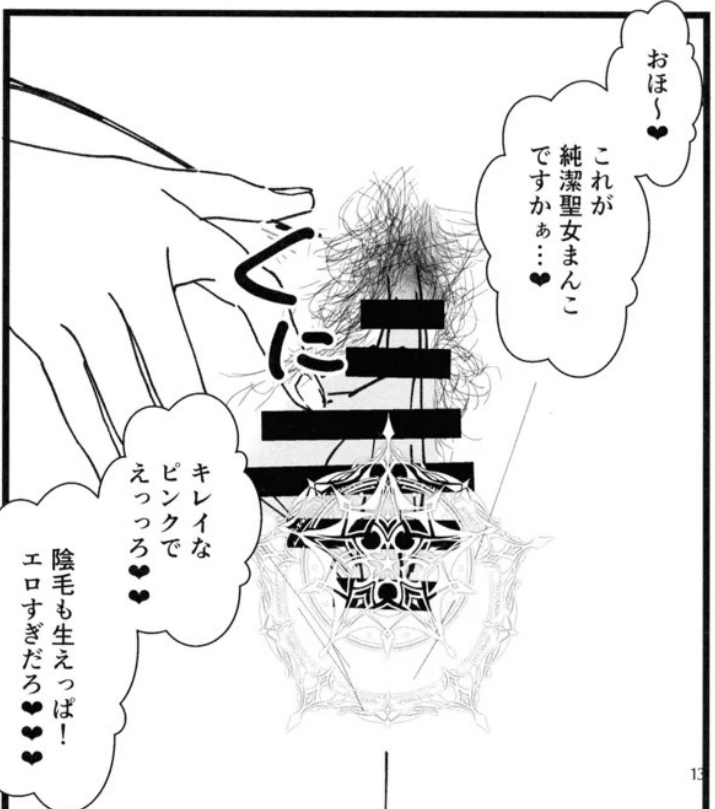 おほ～❤
これが
純潔聖女まんこ
ですかぁ…❤
くに
キレイな
ピンクで
えっっろ❤❤
陰毛も生えっぱ！
エロすぎだろ❤❤❤
13